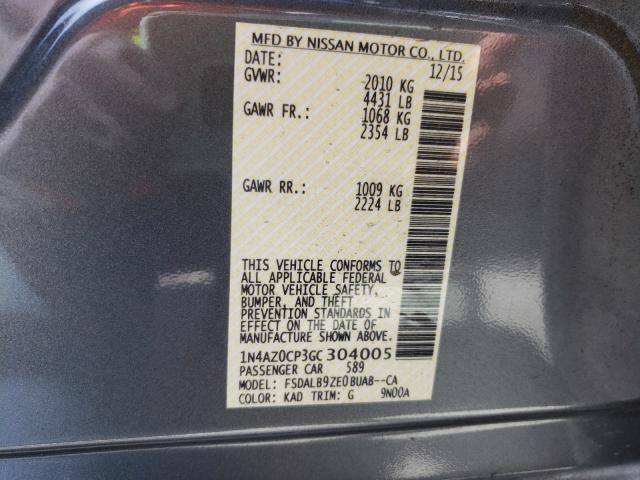 MFD BY NISSAN MOTOR CO., LTD.
DATE: 12/15
GVWR: 2010 KG
4431 LB
GAWR FR.: 1068 KG
2354 LB
GAWR RR.: 1009 KG
2224 LB
THIS VEHICLE CONFORMS TO
ALL APPLICABLE FEDERAL
MOTOR VEHICLE SAFETY,
BUMPER, AND THEFT
PREVENTION STANDARDS IN
EFFECT ON THE DATE OF
MANUFACTURE SHOWN ABOVE.
1N4AZ0CP3GC304005
PASSENGER CAR 589
MODEL: FSDALB9ZE0BUAB--CA
COLOR: KAD TRIM: G 9N00A